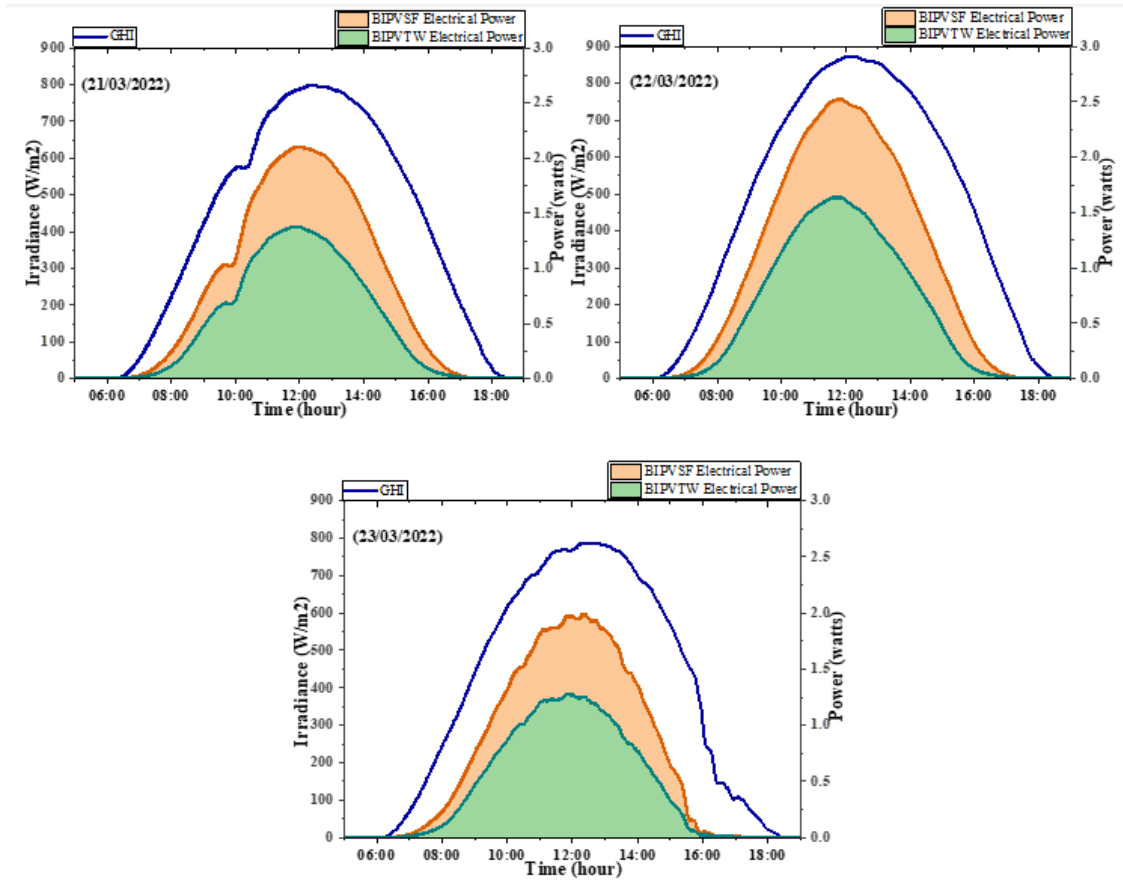 GHI
BIPVSF Electrical Power
BIPVTW Electrical Power
(21/03/2022)
900
800
700
600
500
400
300
200
100
0
Irradiance (W/m2)
3.0
2.5
2.0
1.5
1.0
0.5
0.0
Power (watts)
06:00 08:00 10:00 12:00 14:00 16:00 18:00
Time (hour)
GHI
BIPVSF Electrical Power
BIPVTW Electrical Power
(22/03/2022)
900
800
700
600
500
400
300
200
100
0
Irradiance (W/m2)
3.0
2.5
2.0
1.5
1.0
0.5
0.0
Power (watts)
06:00 08:00 10:00 12:00 14:00 16:00 18:00
Time (hour)
GHI
BIPVSF Electrical Power
BIPVTW Electrical Power
(23/03/2022)
900
800
700
600
500
400
300
200
100
0
Irradiance (W/m2)
3.0
2.5
2.0
1.5
1.0
0.5
0.0
Power (watts)
06:00 08:00 10:00 12:00 14:00 16:00 18:00
Time (hour)